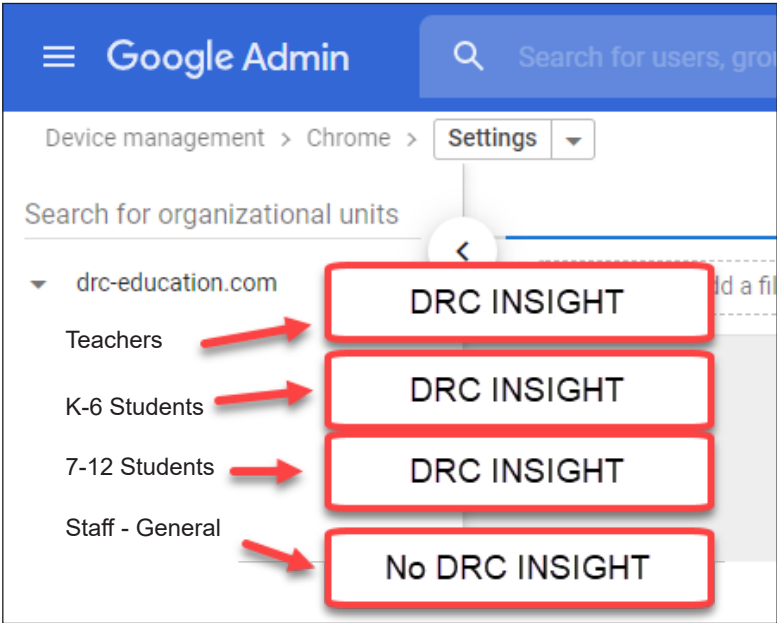 Google Admin
Search for users, grou
Device management > Chrome > Settings
Search for organizational units
drc-education.com
dd a fil
DRC INSIGHT
Teachers
DRC INSIGHT
K-6 Students
7-12 Students
DRC INSIGHT
Staff - General
No DRC INSIGHT